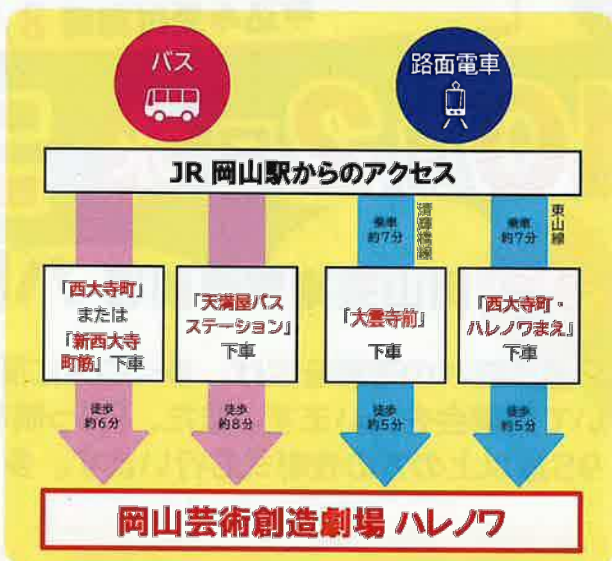 バス
路面電車
JR 岡山駅からのアクセス
乗車
約7分
清輝橋線
乗車
約7分
東山線
「西大寺町」
または
「新西大寺
町筋」下車
「天満屋バス
ステーション」
下車
「大雲寺前」
下車
「西大寺町・
ハレノワまえ」
下車
徒歩
約6分
徒歩
約8分
徒歩
約5分
徒歩
約5分
岡山芸術創造劇場 ハレノワ